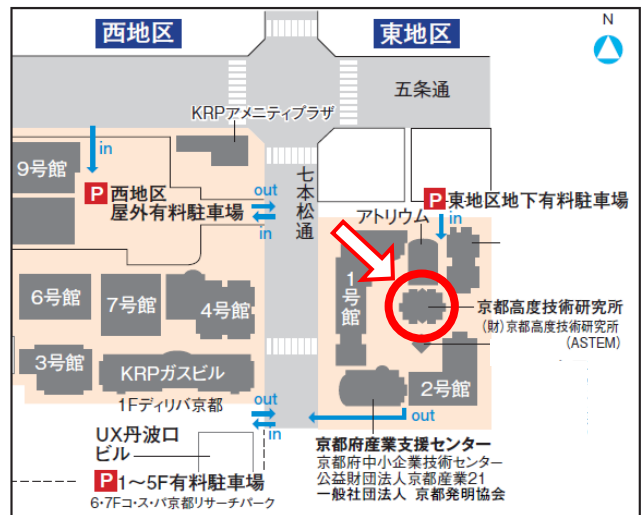 西地区
東地区
N
五条通
KRPアメニティプラザ
in
9号館
P 西地区
屋外有料駐車場
out
in
七本松通
P 東地区地下有料駐車場
in
アトリウム
1号館
6号館
7号館
4号館
京都高度技術研究所
(財)京都高度技術研究所
(ASTEM)
3号館
KRPガスビル
2号館
1Fディリバ京都
out
in
out
UX丹波口
ビル
P 1〜5F有料駐車場
6・7Fコ・ス・パ京都リサーチパーク
京都府産業支援センター
京都府中小企業技術センター
公益財団法人京都産業21
一般社団法人 京都発明協会